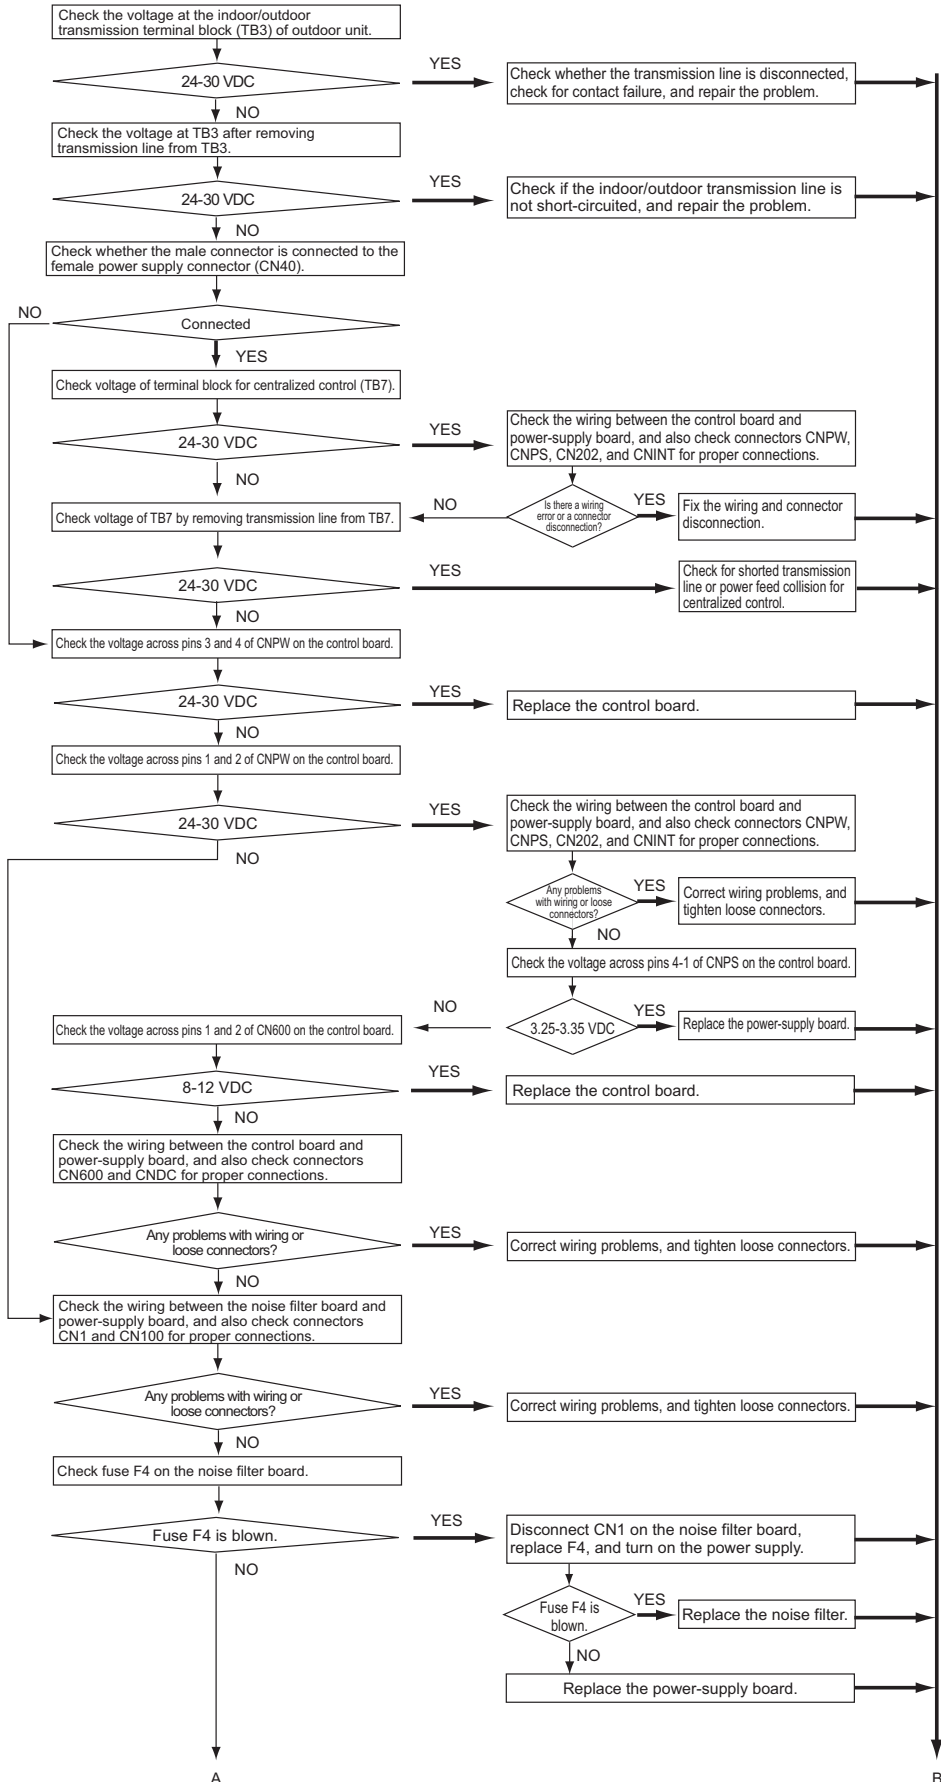 Check the voltage at the indoor/outdoor
transmission terminal block (TB3) of outdoor unit.
24-30 VDC
YES
Check whether the transmission line is disconnected,
check for contact failure, and repair the problem.
NO
Check the voltage at TB3 after removing
transmission line from TB3.
24-30 VDC
YES
Check if the indoor/outdoor transmission line is
not short-circuited, and repair the problem.
NO
Check whether the male connector is connected to the
female power supply connector (CN40).
NO
Connected
YES
Check voltage of terminal block for centralized control (TB7).
24-30 VDC
YES
Check the wiring between the control board and
power-supply board, and also check connectors CNPW,
CNPS, CN202, and CNINT for proper connections.
NO
Is there a wiring
error or a connector
disconnection?
YES
Fix the wiring and connector
disconnection.
NO
Check voltage of TB7 by removing transmission line from TB7.
24-30 VDC
YES
Check for shorted transmission
line or power feed collision for
centralized control.
NO
Check the voltage across pins 3 and 4 of CNPW on the control board.
24-30 VDC
YES
Replace the control board.
NO
Check the voltage across pins 1 and 2 of CNPW on the control board.
24-30 VDC
YES
Check the wiring between the control board and
power-supply board, and also check connectors CNPW,
CNPS, CN202, and CNINT for proper connections.
NO
Any problems
with wiring or loose
connectors?
YES
Correct wiring problems, and
tighten loose connectors.
NO
Check the voltage across pins 4-1 of CNPS on the control board.
3.25-3.35 VDC
YES
Replace the power-supply board.
NO
Check the voltage across pins 1 and 2 of CN600 on the control board.
8-12 VDC
YES
Replace the control board.
NO
Check the wiring between the control board and
power-supply board, and also check connectors
CN600 and CNDC for proper connections.
Any problems with wiring or
loose connectors?
YES
Correct wiring problems, and tighten loose connectors.
NO
Check the wiring between the noise filter board and
power-supply board, and also check connectors
CN1 and CN100 for proper connections.
Any problems with wiring or
loose connectors?
YES
Correct wiring problems, and tighten loose connectors.
NO
Check fuse F4 on the noise filter board.
Fuse F4 is blown.
YES
Disconnect CN1 on the noise filter board,
replace F4, and turn on the power supply.
NO
Fuse F4 is
blown.
YES
Replace the noise filter.
NO
Replace the power-supply board.
A
B